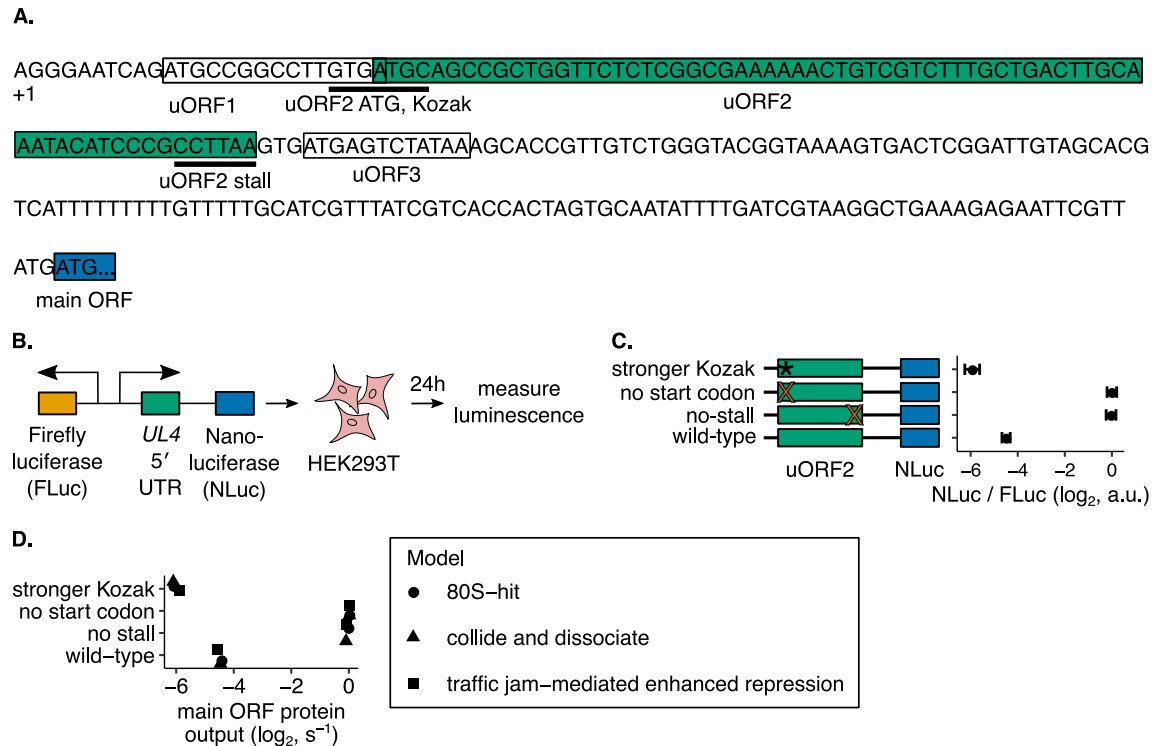 A.
AGGGAATCAGATGCCGGCCTTGTGATGCAGCCGCTGGTTCTCTCGGCGAAAAAACTGTCGTCTTTGCTGACTTGCA
+1
uORF1
uORF2 ATG, Kozak
uORF2
AATACATCCCGCCTTAAGTGATGAGTCTATAAAGCACCGTTGTCTGGGTACGGTAAAAGTGACTCGGATTGTAGCACG
uORF2 stall
uORF3
TCATTTTTTTTTGTTTTTGCATCGTTTATCGTCACCACTAGTGCAATATTTTGATCGTAAGGCTGAAAGAGAATTCGTT
ATGATG...
main ORF
B.
Firefly luciferase (FLuc)
UL4 5′ UTR
Nano-luciferase (NLuc)
HEK293T
24h
measure luminescence
C.
stronger Kozak
no start codon
no-stall
wild-type
uORF2
NLuc
−6 −4 −2 0
NLuc / FLuc (log2, a.u.)
D.
stronger Kozak
no start codon
no stall
wild−type
−6 −4 −2 0
main ORF protein
output (log2, s−1)
Model
80S−hit
collide and dissociate
traffic jam−mediated enhanced repression